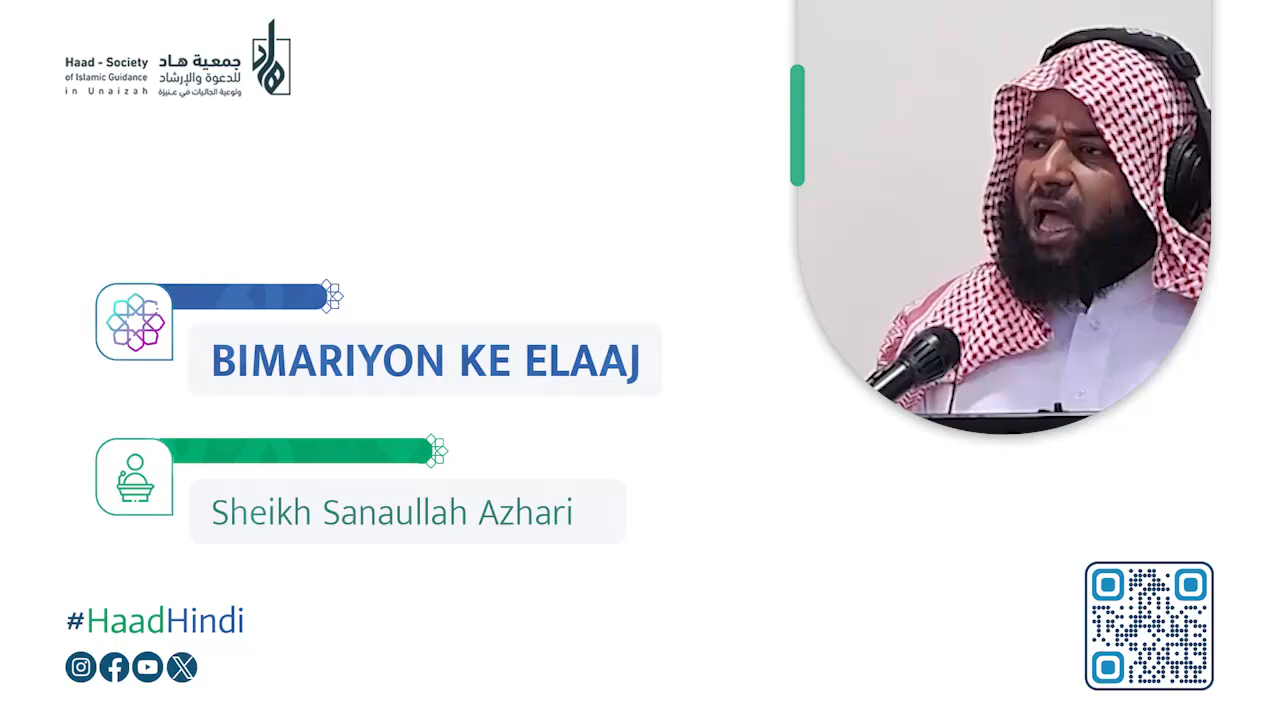 Haad - Society
of Islamic Guidance
in Unaizah
جمعية هاد
للدعوة والإرشاد
وتوعية الجاليات في عنيزة
هاد
BIMARIYON KE ELAAJ
Sheikh Sanaullah Azhari
#HaadHindi